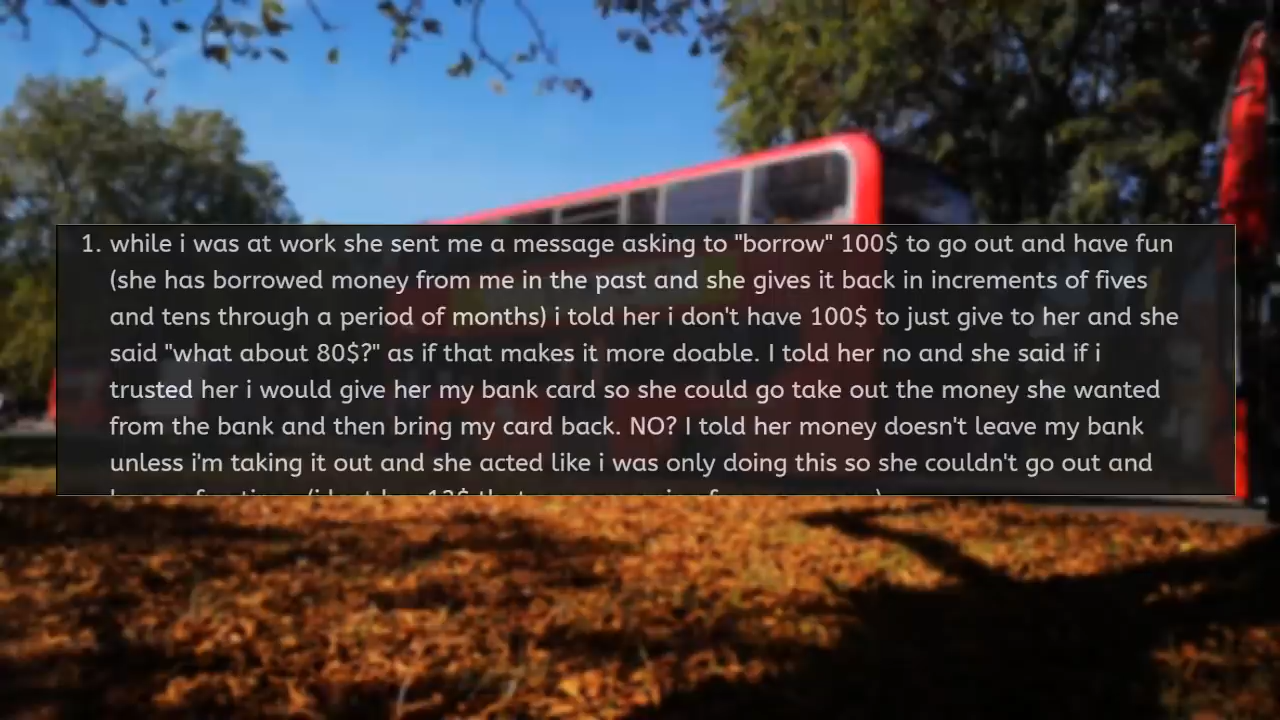 1. while i was at work she sent me a message asking to "borrow" 100$ to go out and have fun
(she has borrowed money from me in the past and she gives it back in increments of fives
and tens through a period of months) i told her i don't have 100$ to just give to her and she
said "what about 80$?" as if that makes it more doable. I told her no and she said if i
trusted her i would give her my bank card so she could go take out the money she wanted
from the bank and then bring my card back. NO? I told her money doesn't leave my bank
unless i'm taking it out and she acted like i was only doing this so she couldn't go out and